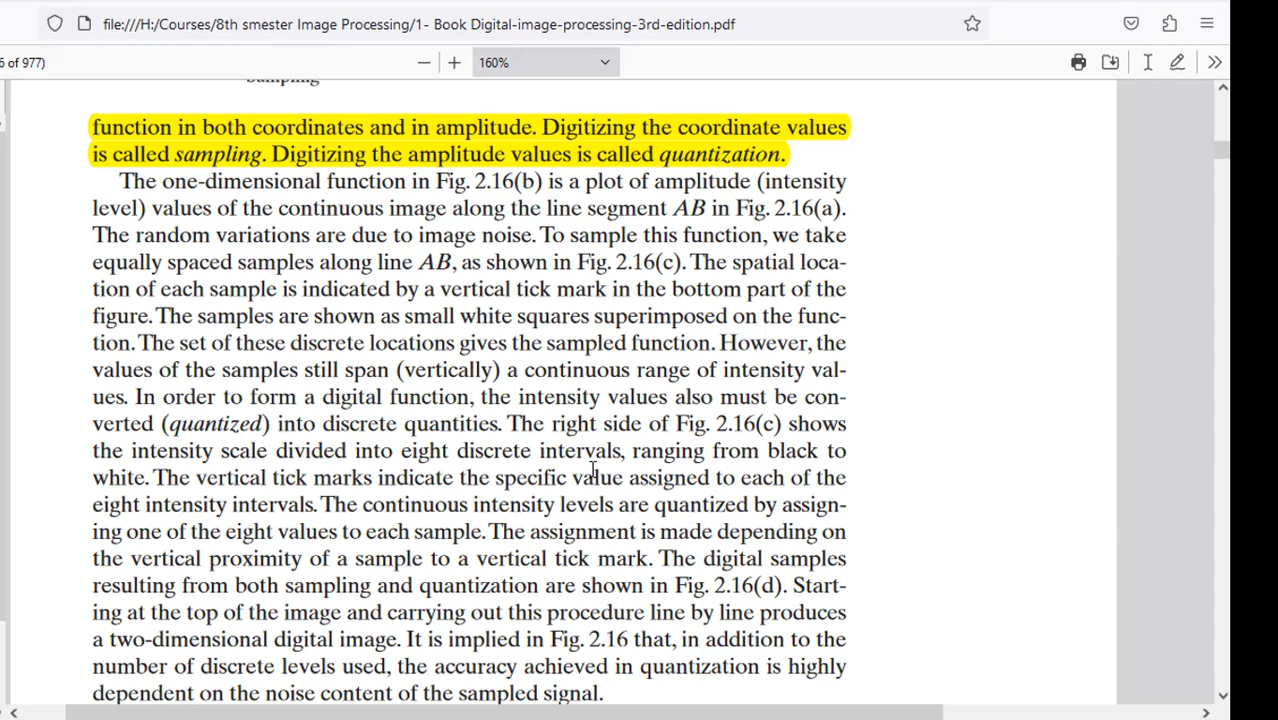 file:///H:/Courses/8th smester Image Processing/1- Book Digital-image-processing-3rd-edition.pdf
6 of 977)
160%
Sampling
function in both coordinates and in amplitude. Digitizing the coordinate values
is called sampling. Digitizing the amplitude values is called quantization.
The one-dimensional function in Fig. 2.16(b) is a plot of amplitude (intensity
level) values of the continuous image along the line segment AB in Fig. 2.16(a).
The random variations are due to image noise. To sample this function, we take
equally spaced samples along line AB, as shown in Fig. 2.16(c). The spatial loca-
tion of each sample is indicated by a vertical tick mark in the bottom part of the
figure. The samples are shown as small white squares superimposed on the func-
tion. The set of these discrete locations gives the sampled function. However, the
values of the samples still span (vertically) a continuous range of intensity val-
ues. In order to form a digital function, the intensity values also must be con-
verted (quantized) into discrete quantities. The right side of Fig. 2.16(c) shows
the intensity scale divided into eight discrete intervals, ranging from black to
white. The vertical tick marks indicate the specific value assigned to each of the
eight intensity intervals. The continuous intensity levels are quantized by assign-
ing one of the eight values to each sample. The assignment is made depending on
the vertical proximity of a sample to a vertical tick mark. The digital samples
resulting from both sampling and quantization are shown in Fig. 2.16(d). Start-
ing at the top of the image and carrying out this procedure line by line produces
a two-dimensional digital image. It is implied in Fig. 2.16 that, in addition to the
number of discrete levels used, the accuracy achieved in quantization is highly
dependent on the noise content of the sampled signal.